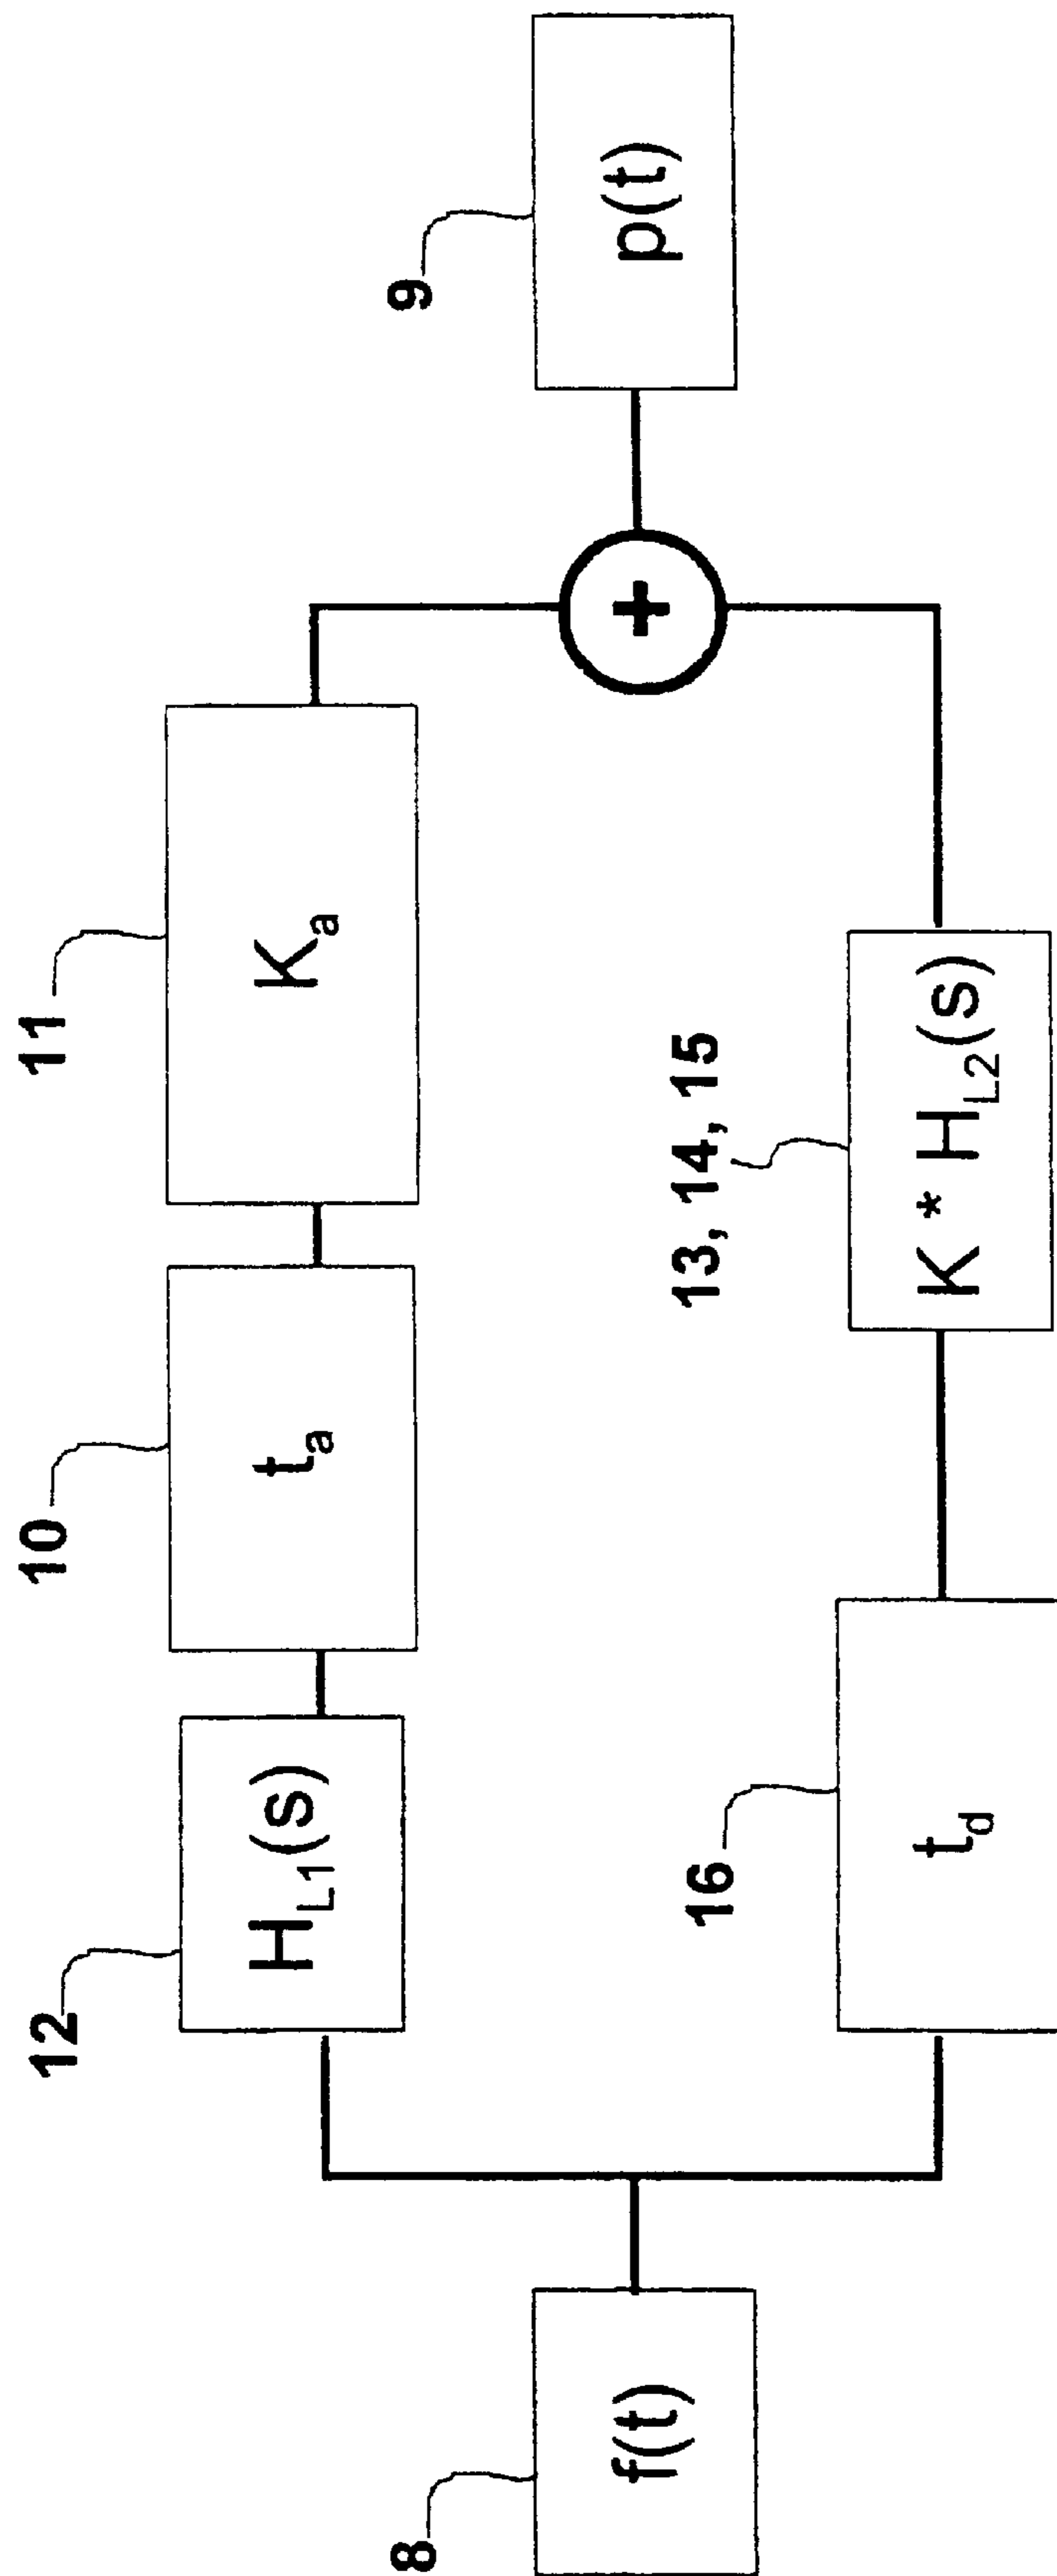 11
10
12
K_a
t_a
H_L1(s)
9
p(t)
+
8
f(t)
13, 14, 15
16
K * H_L2(s)
t_d